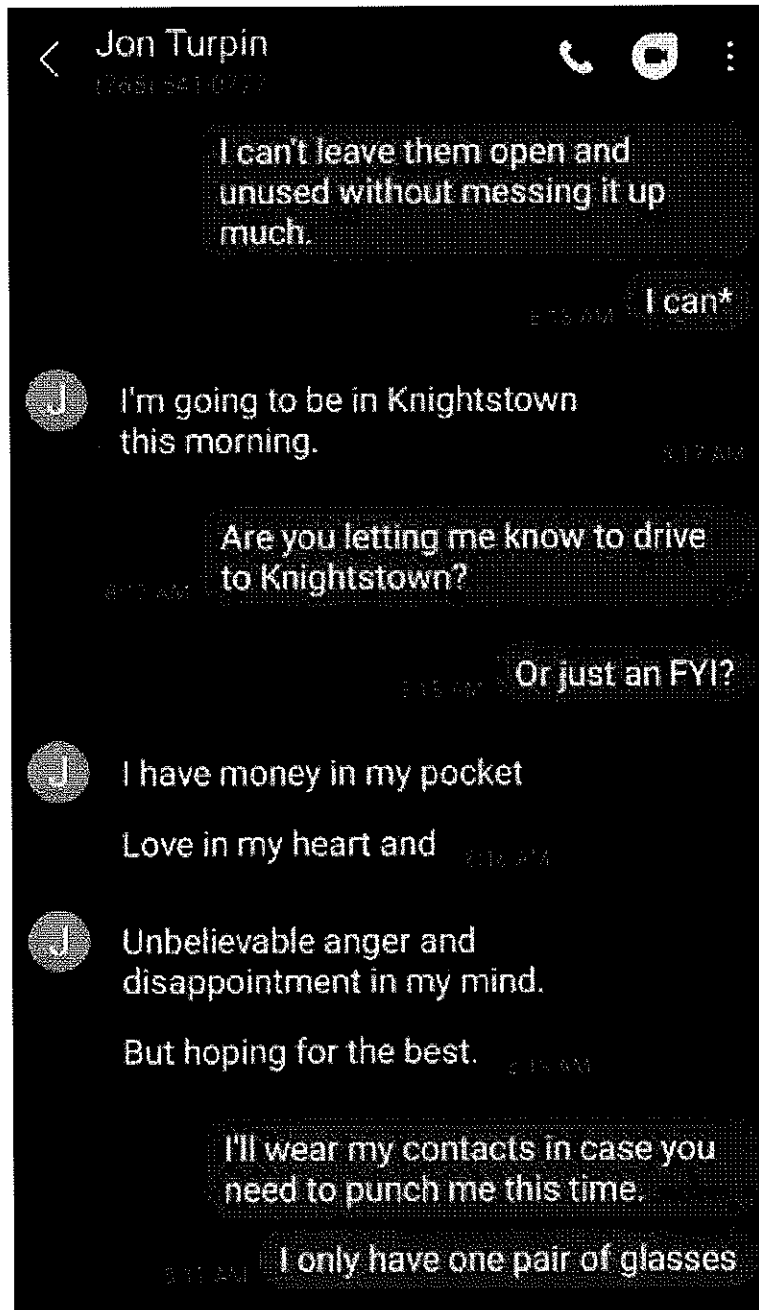 Jon Turpin
I can't leave them open and
unused without messing it up
much.
I can*
J
I'm going to be in Knightstown
this morning.
Are you letting me know to drive
to Knightstown?
Or just an FYI?
J
I have money in my pocket
Love in my heart and
J
Unbelievable anger and
disappointment in my mind.
But hoping for the best.
I'll wear my contacts in case you
need to punch me this time.
I only have one pair of glasses